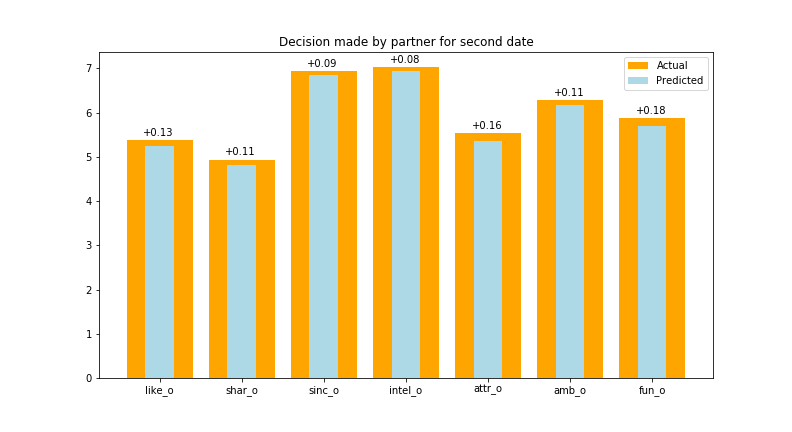 Decision made by partner for second date
Actual
Predicted
+0.13
+0.11
+0.09
+0.08
+0.16
+0.11
+0.18
7
6
5
4
3
2
1
0
like_o
shar_o
sinc_o
intel_o
attr_o
amb_o
fun_o